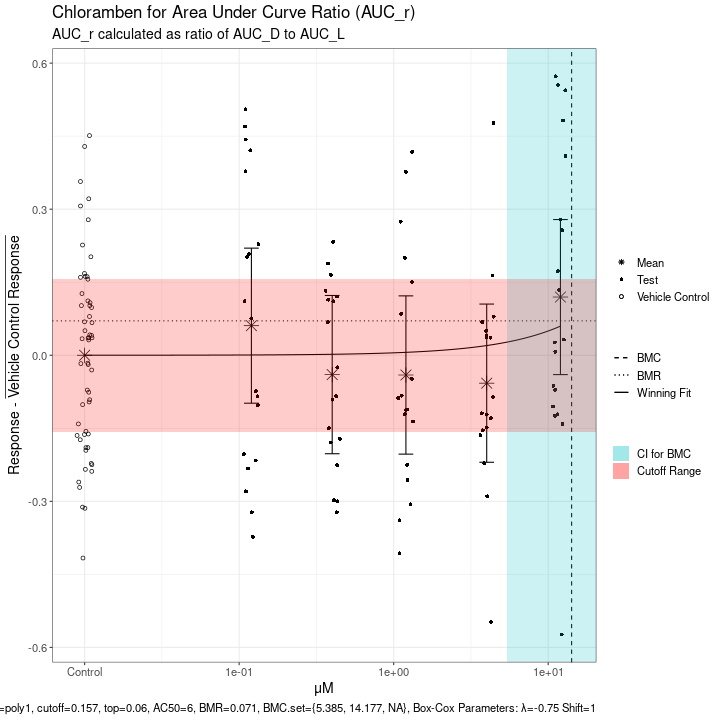 Chloramben for Area Under Curve Ratio (AUC_r)
AUC_r calculated as ratio of AUC_D to AUC_L
Response - Vehicle Control Response
0.6
0.3
0.0
-0.3
-0.6
Control
1e-01
1e+00
1e+01
μM
Mean
Test
Vehicle Control
BMC
BMR
Winning Fit
CI for BMC
Cutoff Range
=poly1, cutoff=0.157, top=0.06, AC50=6, BMR=0.071, BMC.set={5.385, 14.177, NA}, Box-Cox Parameters: λ=-0.75 Shift=1